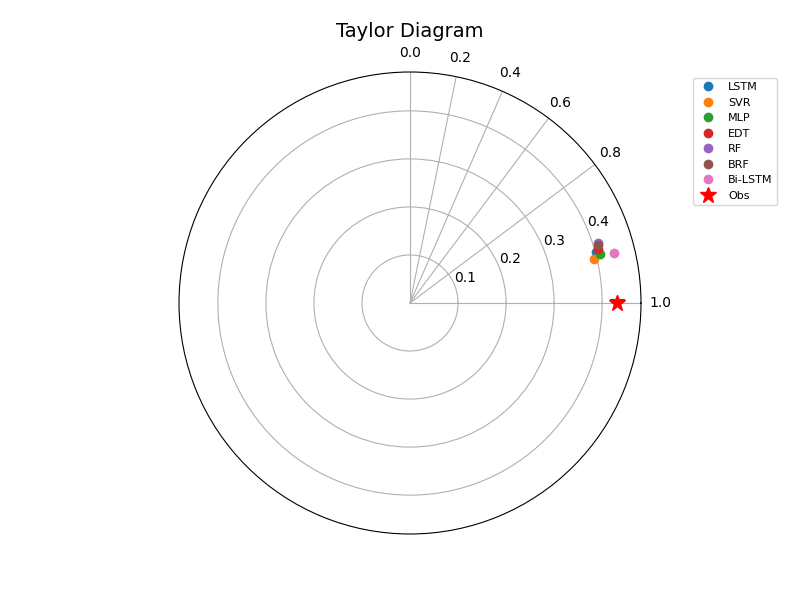 Taylor Diagram
0.0
0.2
0.4
0.6
0.8
1.0
0.1
0.2
0.3
0.4
LSTM
SVR
MLP
EDT
RF
BRF
Bi-LSTM
Obs